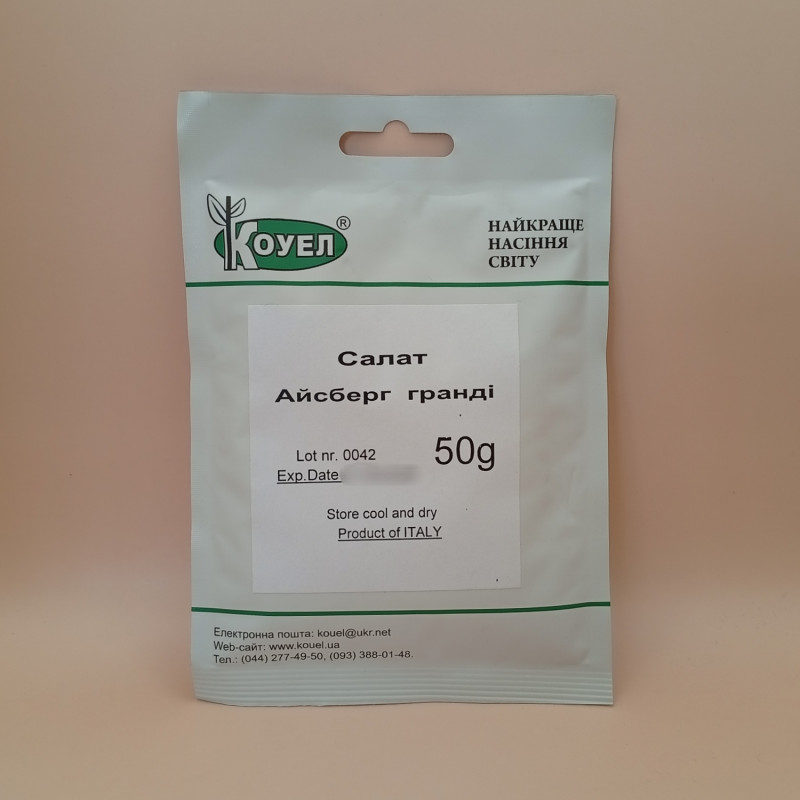 КОУЕЛ ®
НАЙКРАЩЕ
НАСІННЯ
СВІТУ
Салат
Айсберг гранді
Lot nr. 0042
50g
Exp.Date
Store cool and dry
Product of ITALY
Електронна пошта: kouel@ukr.net
Web-сайт: www.kouel.ua
Тел.: (044) 277-49-50, (093) 388-01-48.